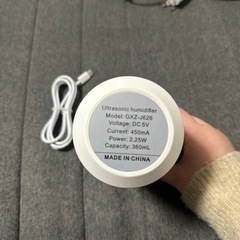 Ultrasonic humidifier
Model: GXZ-J626
Voltage: DC 5V
Current: 450mA
Power: 2.25W
Capacity: 360mL
MADE IN CHINA